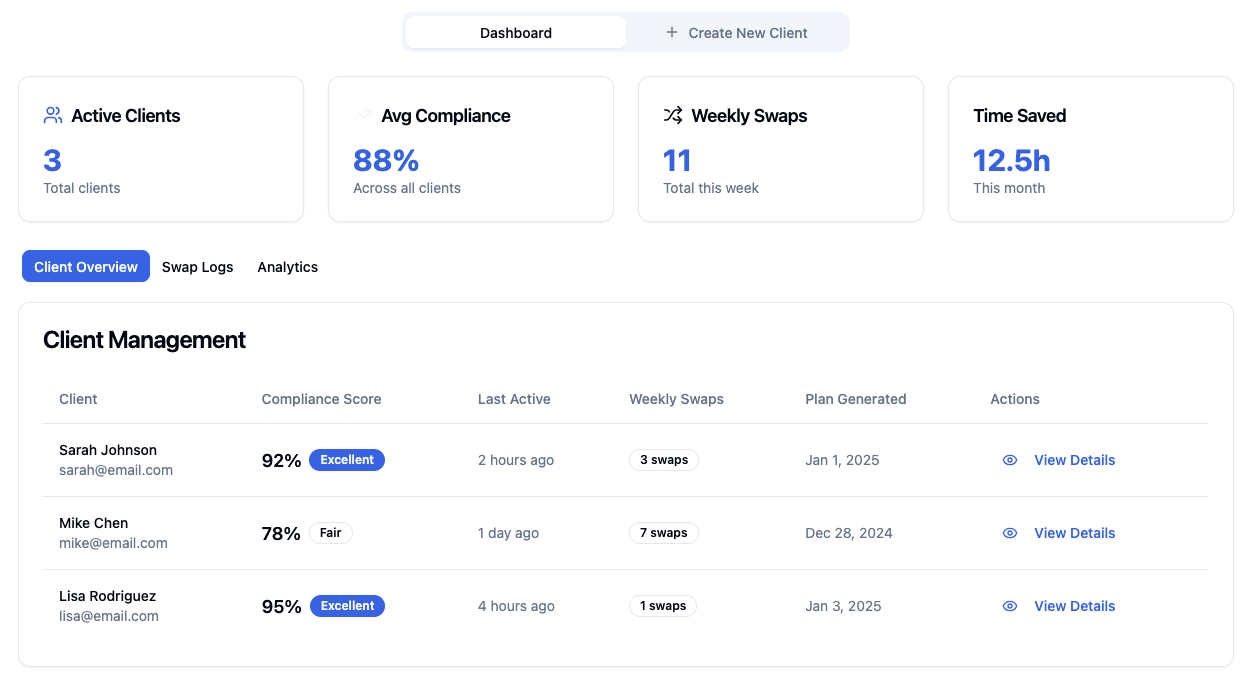 Dashboard
Create New Client
Active Clients
3
Total clients
Avg Compliance
88%
Across all clients
Weekly Swaps
11
Total this week
Time Saved
12.5h
This month
Client Overview Swap Logs Analytics
Client Management
Client Compliance Score Last Active Weekly Swaps Plan Generated Actions
Sarah Johnson
sarah@email.com
92% Excellent 2 hours ago 3 swaps Jan 1, 2025 View Details
Mike Chen
mike@email.com
78% Fair 1 day ago 7 swaps Dec 28, 2024 View Details
Lisa Rodriguez
lisa@email.com
95% Excellent 4 hours ago 1 swaps Jan 3, 2025 View Details